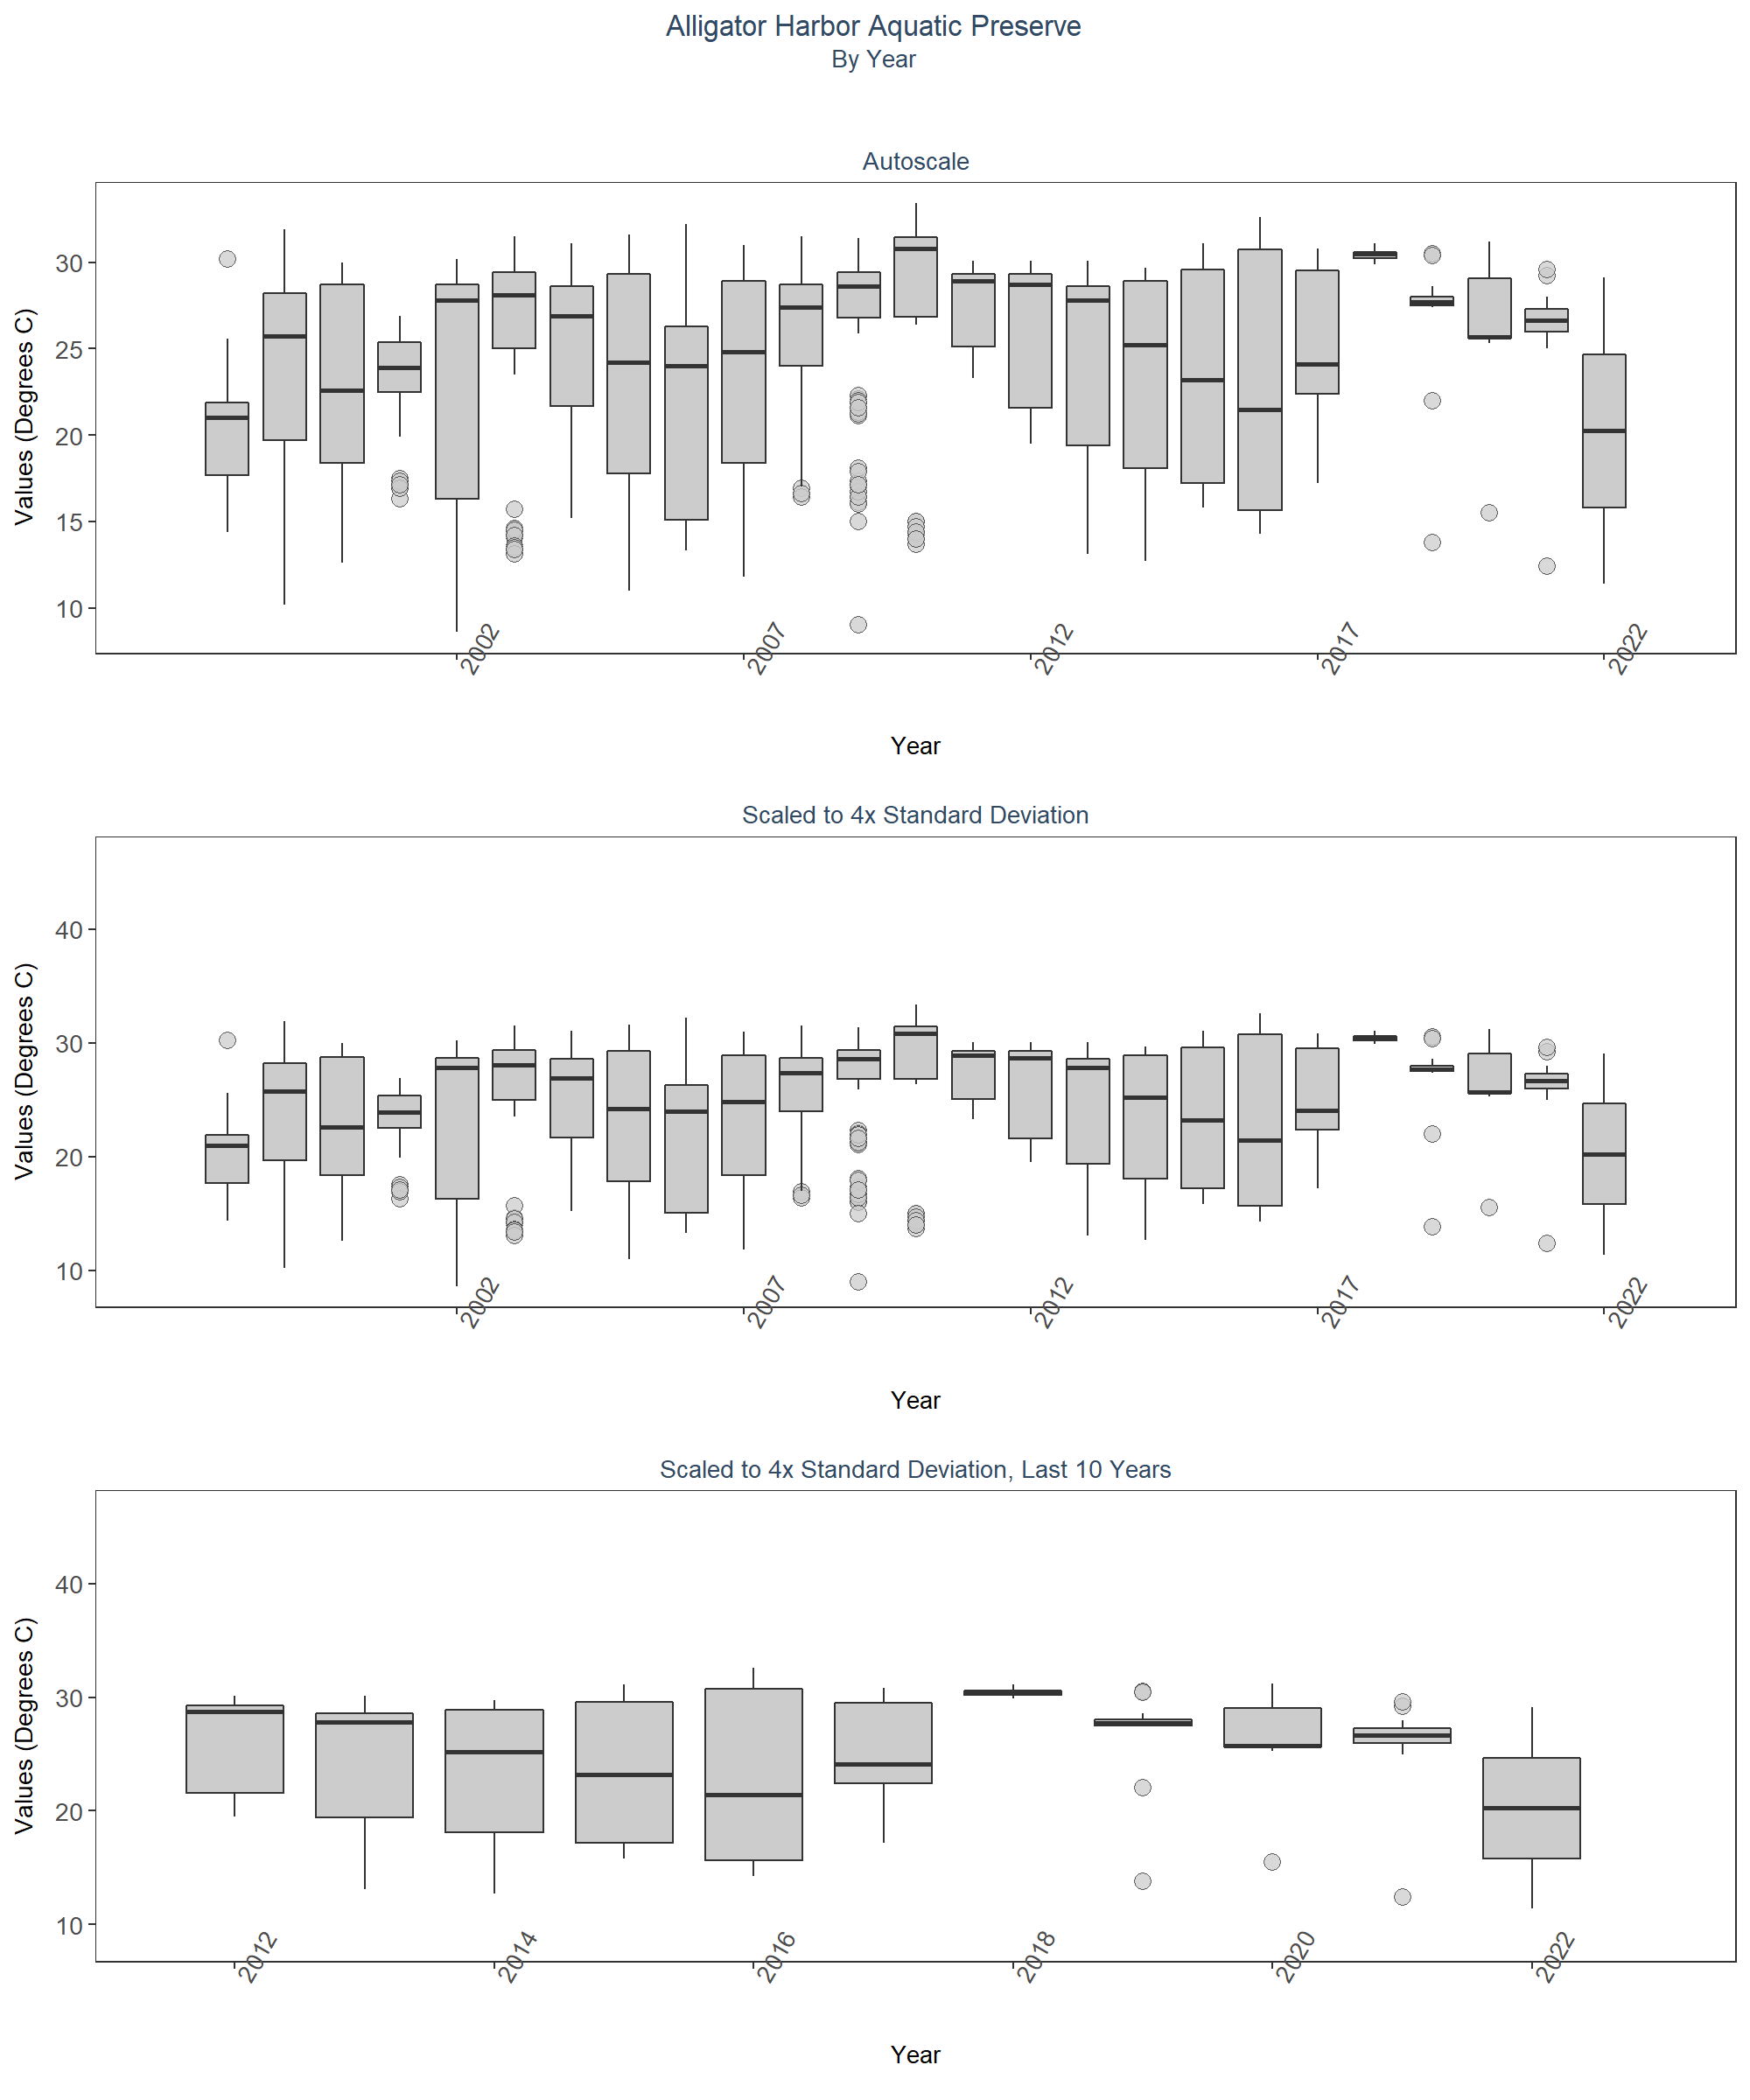 Alligator Harbor Aquatic Preserve
By Year
Autoscale
Values (Degrees C)
30
25
20
15
10
2002 2007 2012 2017 2022
Year
Scaled to 4x Standard Deviation
Values (Degrees C)
40
30
20
10
2002 2007 2012 2017 2022
Year
Scaled to 4x Standard Deviation, Last 10 Years
Values (Degrees C)
40
30
20
10
2012 2014 2016 2018 2020 2022
Year